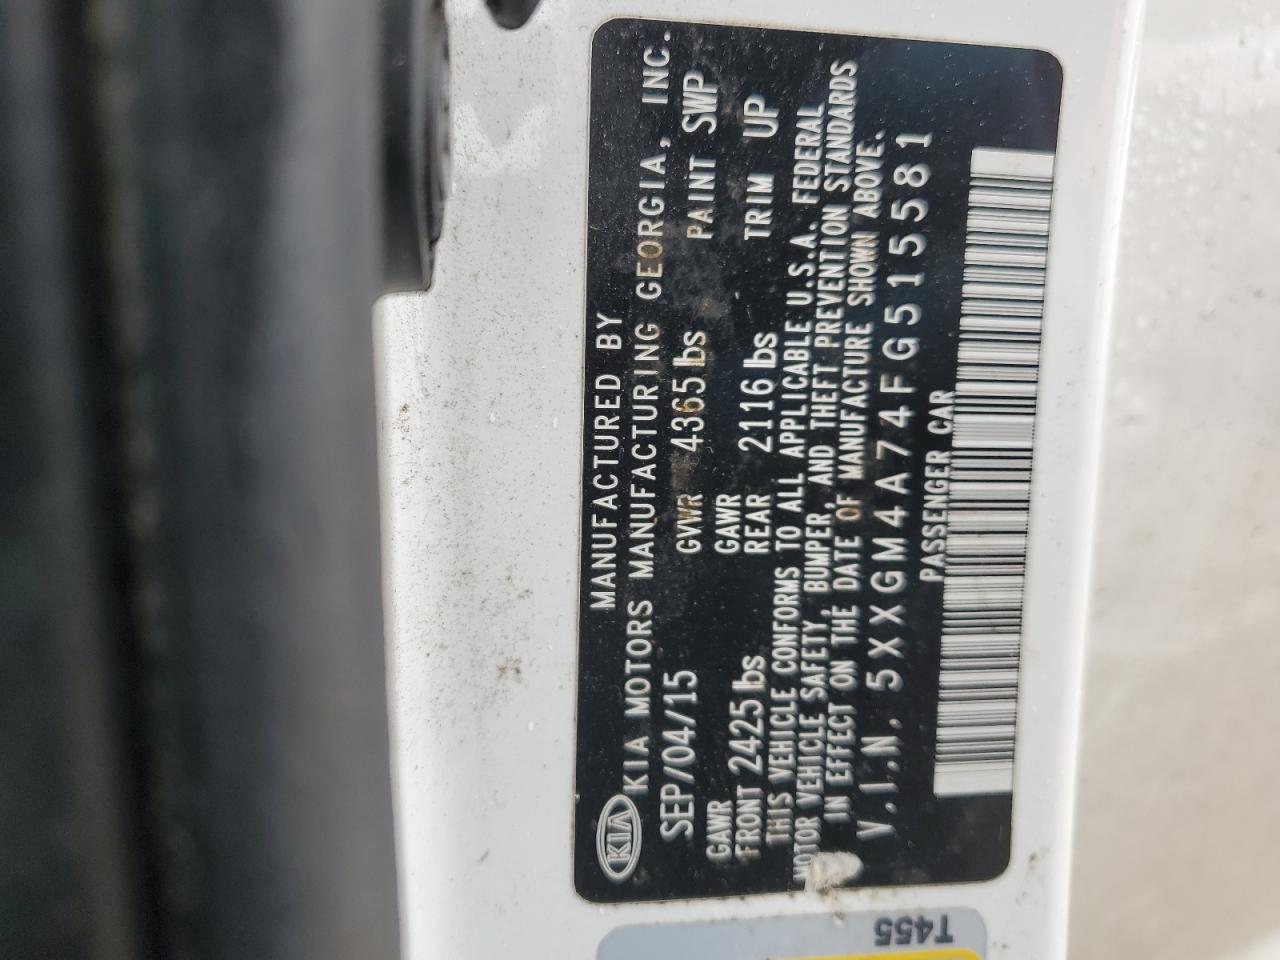 KIA
MANUFACTURED BY
KIA MOTORS MANUFACTURING GEORGIA, INC.
SEP/04/15 GVWR 4365 lbs PAINT SWP
GAWR GAWR
FRONT 2425 lbs REAR 2116 lbs TRIM UP
THIS VEHICLE CONFORMS TO ALL APPLICABLE U.S.A. FEDERAL
MOTOR VEHICLE SAFETY, BUMPER, AND THEFT PREVENTION STANDARDS
IN EFFECT ON THE DATE OF MANUFACTURE SHOWN ABOVE.
V.I.N. 5XXGM4A74FG515581
PASSENGER CAR
T455